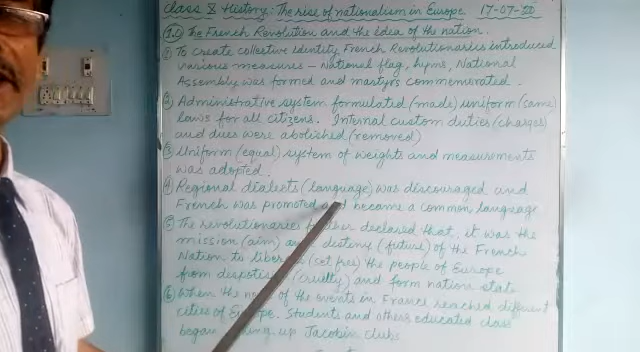 Class X History: The rise of nationalism in Europe. 17-07-20
(1.1) The French Revolution and the idea of the nation.
① To create collective identity French Revolutionaries introduced
various measures - National flag, hyms, National
Assembly was formed and martyrs commemorated.
② Administrative system formulated (made) uniform (same)
laws for all citizens. Internal custom duties (charges)
and dues were abolished (removed)
③ Uniform (equal) system of weights and measurements
was adopted.
④ Regional dialects (language) was discouraged and
French was promoted and became a common language
⑤ The revolutionaries further declared that, it was the
mission (aim) and destiny (future) of the French
Nation to (set free) the people of Europe
from (cruelty) and form nation state
⑥ When the of the events in France reached different
cities of Europe. Students and others educated class
began up Jacobin clubs